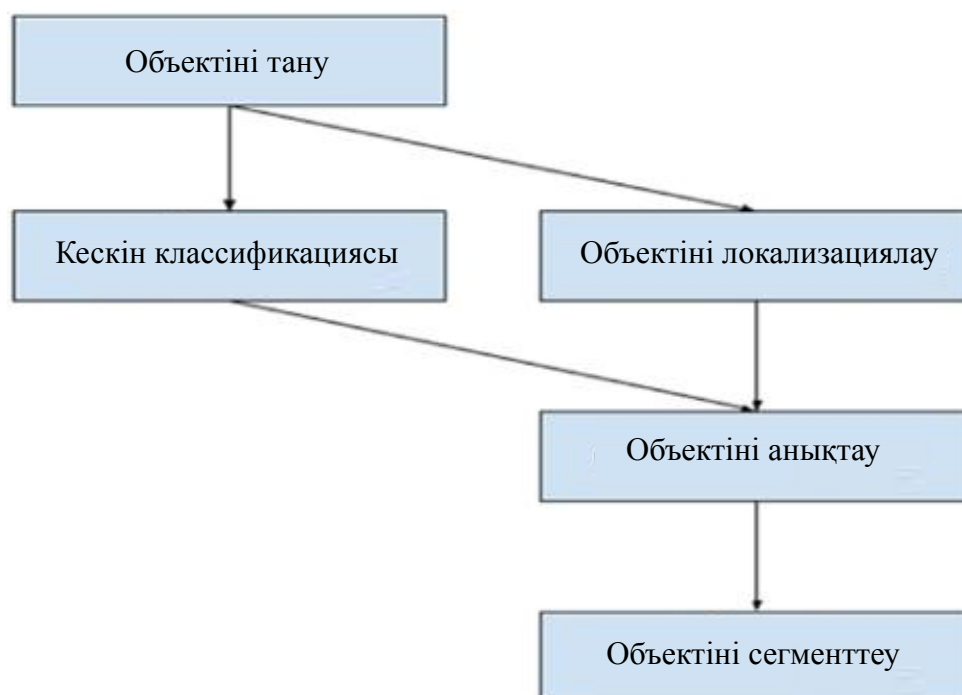 Объектіні тану
Кескін классификациясы
Объектіні локализациялау
Объектіні анықтау
Объектіні сегменттеу